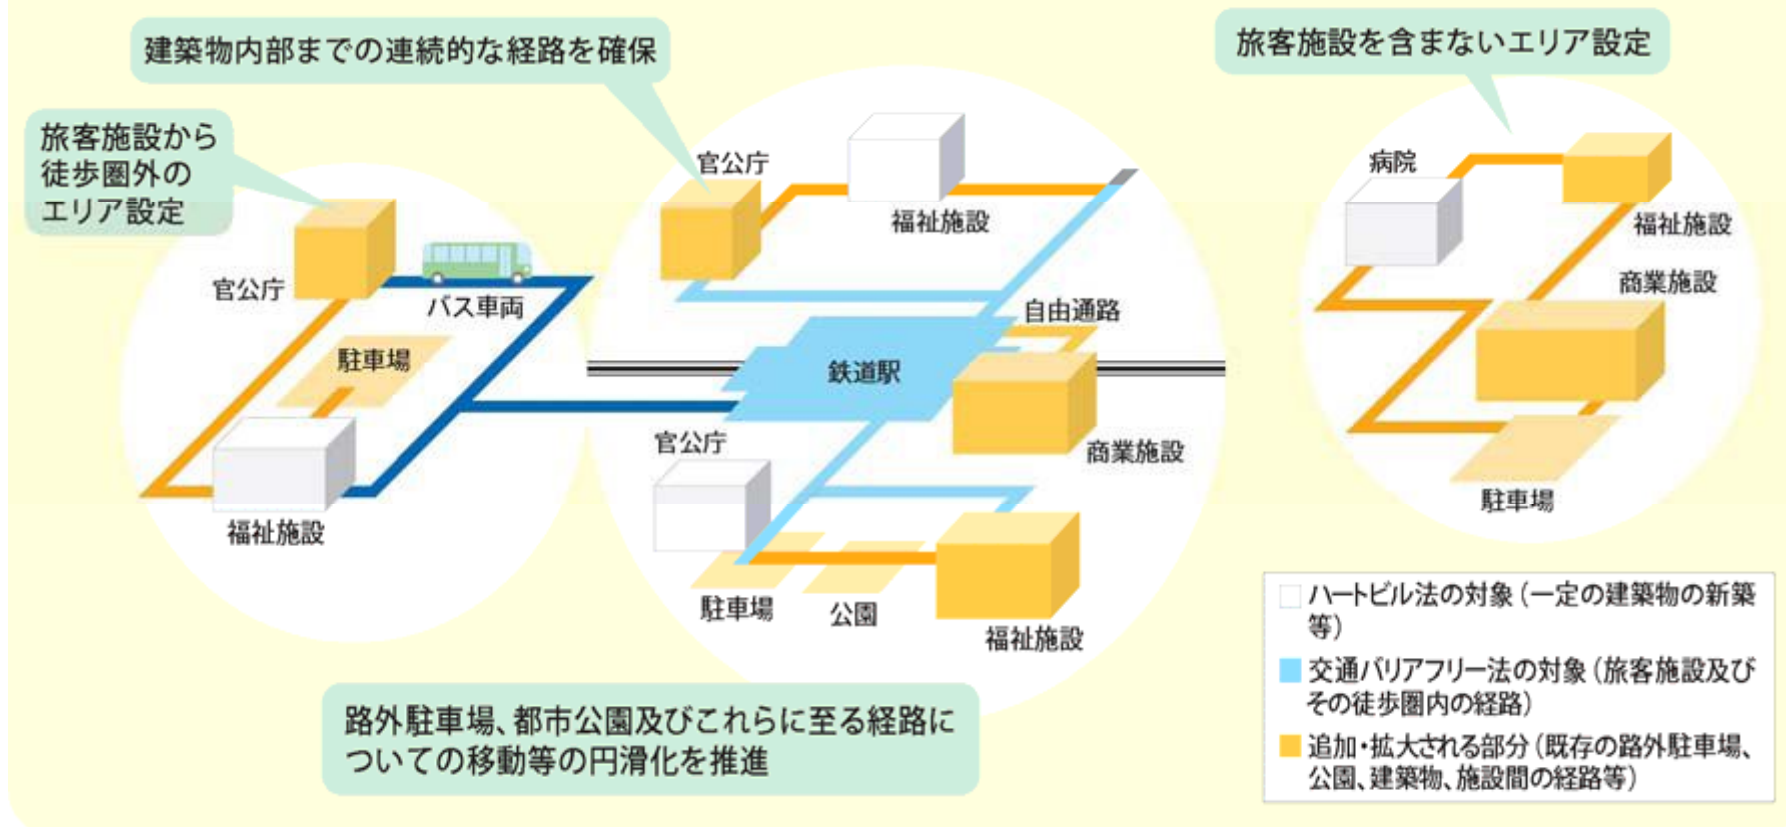 建築物内部までの連続的な経路を確保
旅客施設を含まないエリア設定
旅客施設から
徒歩圏外の
エリア設定
官公庁
バス車両
駐車場
福祉施設
官公庁
福祉施設
自由通路
鉄道駅
商業施設
官公庁
駐車場
公園
福祉施設
病院
福祉施設
商業施設
駐車場
路外駐車場、都市公園及びこれらに至る経路に
ついての移動等の円滑化を推進
ハートビル法の対象（一定の建築物の新築
等）
交通バリアフリー法の対象（旅客施設及び
その徒歩圏内の経路）
追加・拡大される部分（既存の路外駐車場、
公園、建築物、施設間の経路等）